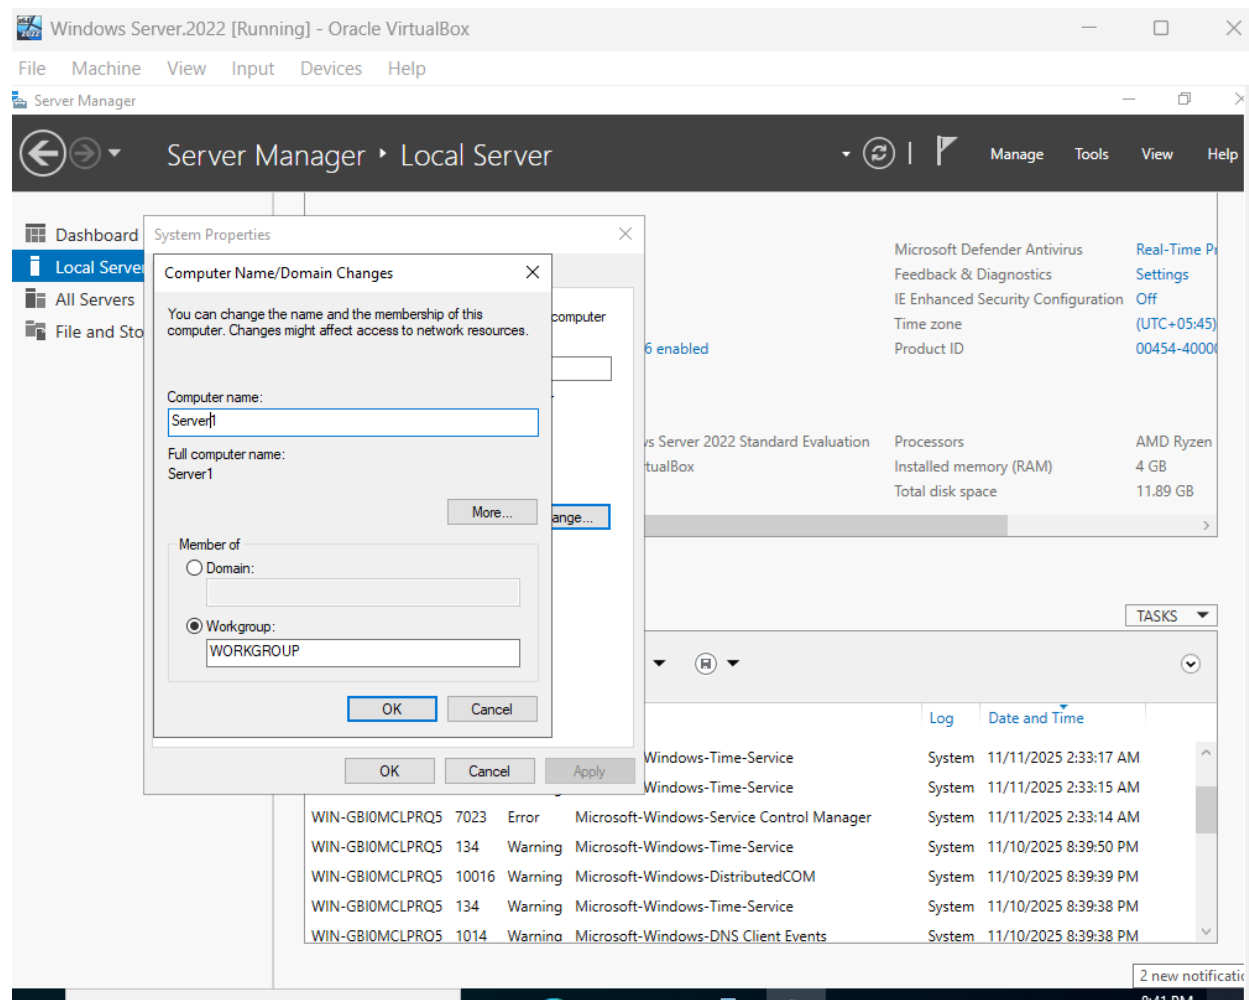 Windows Server.2022 [Running] - Oracle VirtualBox
File Machine View Input Devices Help
Server Manager
Server Manager • Local Server
Manage Tools View Help
Dashboard
Local Server
All Servers
File and Sto
System Properties
Computer Name/Domain Changes
You can change the name and the membership of this
computer. Changes might affect access to network resources.
computer
Computer name:
Server1
Full computer name:
Server1
More...
ange...
Member of
Domain:
Workgroup:
WORKGROUP
OK Cancel
OK Cancel Apply
6 enabled
Microsoft Defender Antivirus Real-Time Pr
Feedback & Diagnostics Settings
IE Enhanced Security Configuration Off
Time zone (UTC+05:45)
Product ID 00454-40000
vs Server 2022 Standard Evaluation Processors AMD Ryzen
tualBox Installed memory (RAM) 4 GB
Total disk space 11.89 GB
TASKS
Log Date and Time
Windows-Time-Service System 11/11/2025 2:33:17 AM
Windows-Time-Service System 11/11/2025 2:33:15 AM
WIN-GBI0MCLPRQ5 7023 Error Microsoft-Windows-Service Control Manager System 11/11/2025 2:33:14 AM
WIN-GBI0MCLPRQ5 134 Warning Microsoft-Windows-Time-Service System 11/10/2025 8:39:50 PM
WIN-GBI0MCLPRQ5 10016 Warning Microsoft-Windows-DistributedCOM System 11/10/2025 8:39:39 PM
WIN-GBI0MCLPRQ5 134 Warning Microsoft-Windows-Time-Service System 11/10/2025 8:39:38 PM
WIN-GBI0MCLPRQ5 1014 Warning Microsoft-Windows-DNS Client Events System 11/10/2025 8:39:38 PM
2 new notificatio